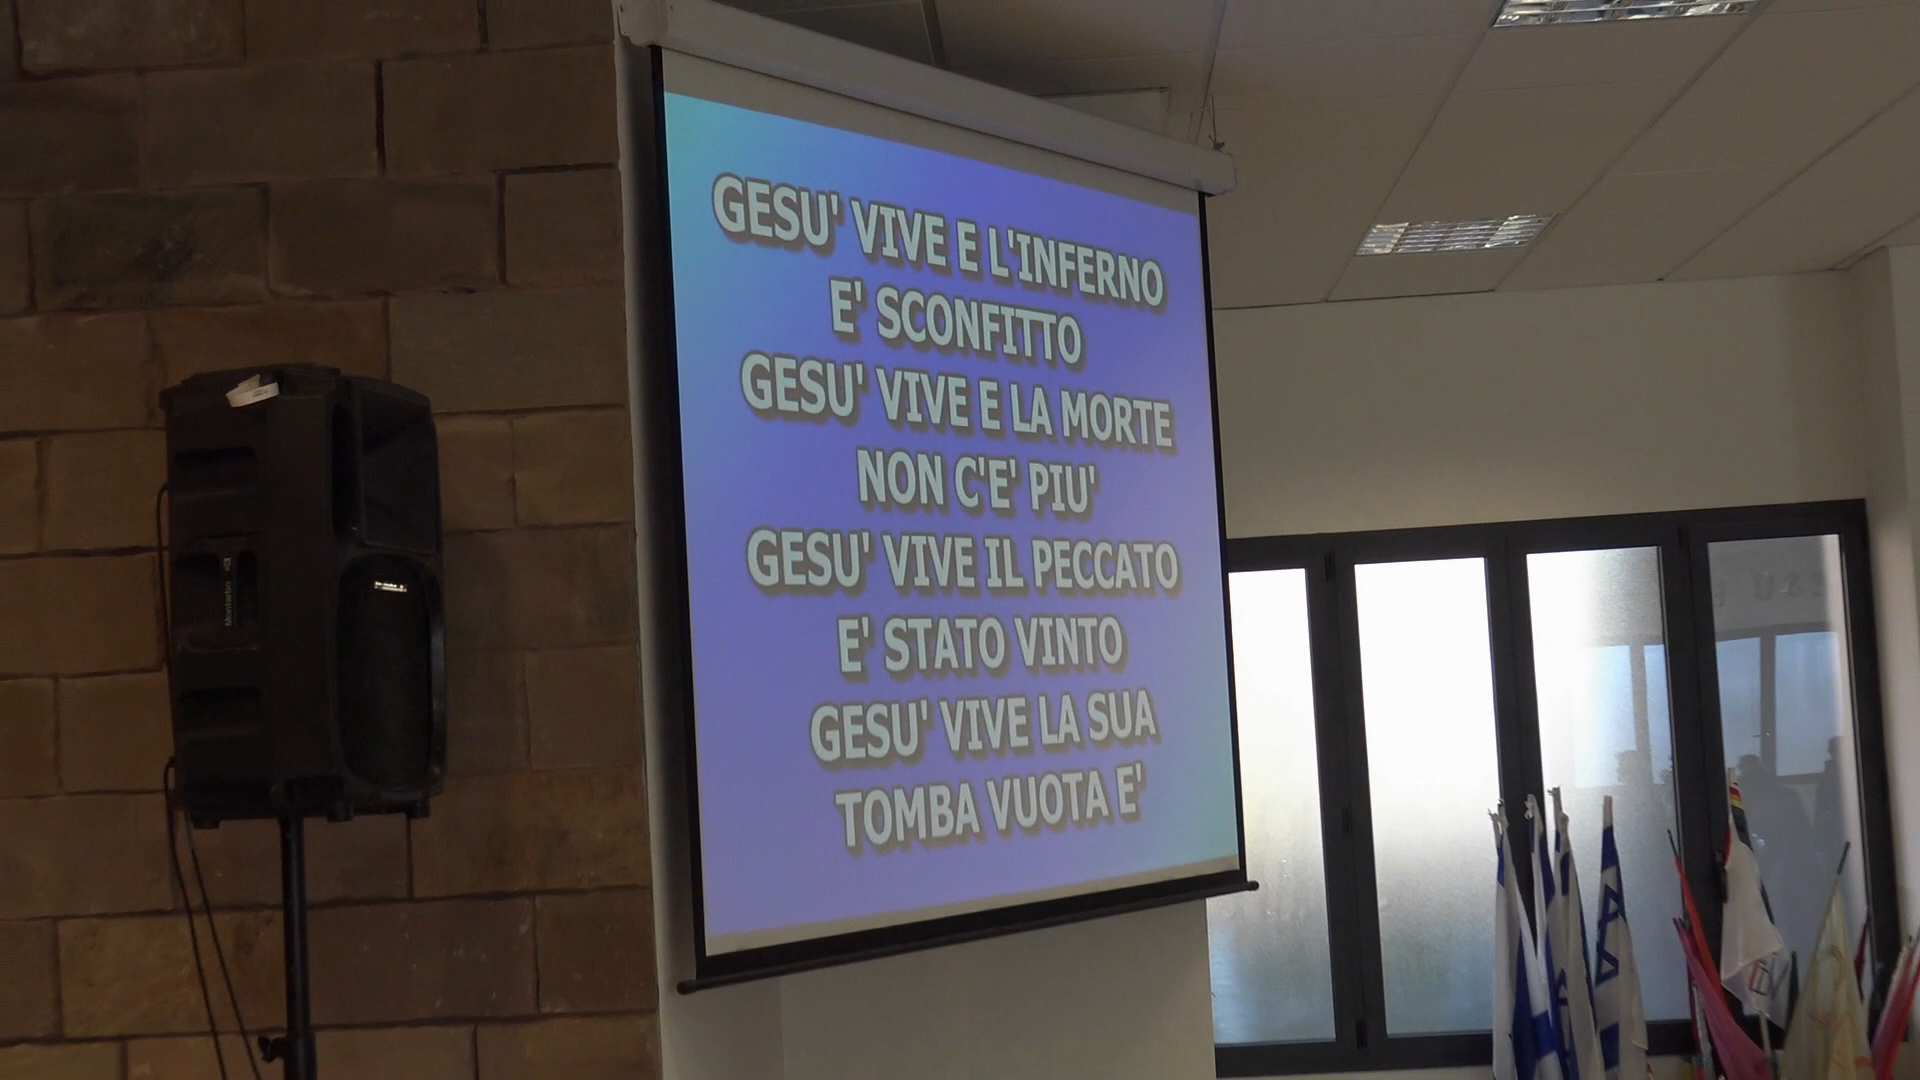 GESU' VIVE E L'INFERNO
E' SCONFITTO
GESU' VIVE E LA MORTE
NON C'E' PIU'
GESU' VIVE IL PECCATO
E' STATO VINTO
GESU' VIVE LA SUA
TOMBA VUOTA E'
Montarbo